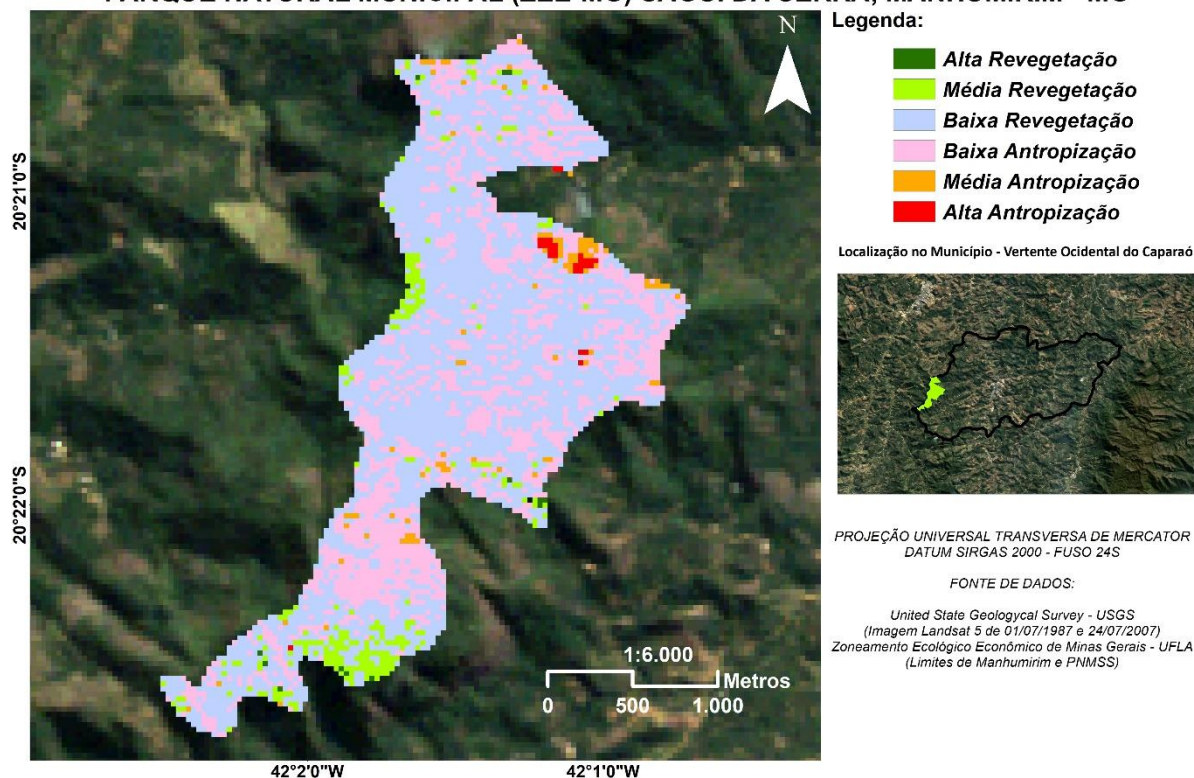 Legenda:
N
Alta Revegetação
Média Revegetação
Baixa Revegetação
Baixa Antropização
Média Antropização
Alta Antropização
20°21'0"S
Localização no Município - Vertente Ocidental do Caparaó
20°22'0"S
PROJEÇÃO UNIVERSAL TRANSVERSA DE MERCATOR
DATUM SIRGAS 2000 - FUSO 24S
FONTE DE DADOS:
United State Geologycal Survey - USGS
(Imagem Landsat 5 de 01/07/1987 e 24/07/2007)
Zoneamento Ecológico Econômico de Minas Gerais - UFLA
(Limites de Manhumirim e PNMSS)
1:6.000
Metros
0 500 1.000
42°2'0"W 42°1'0"W